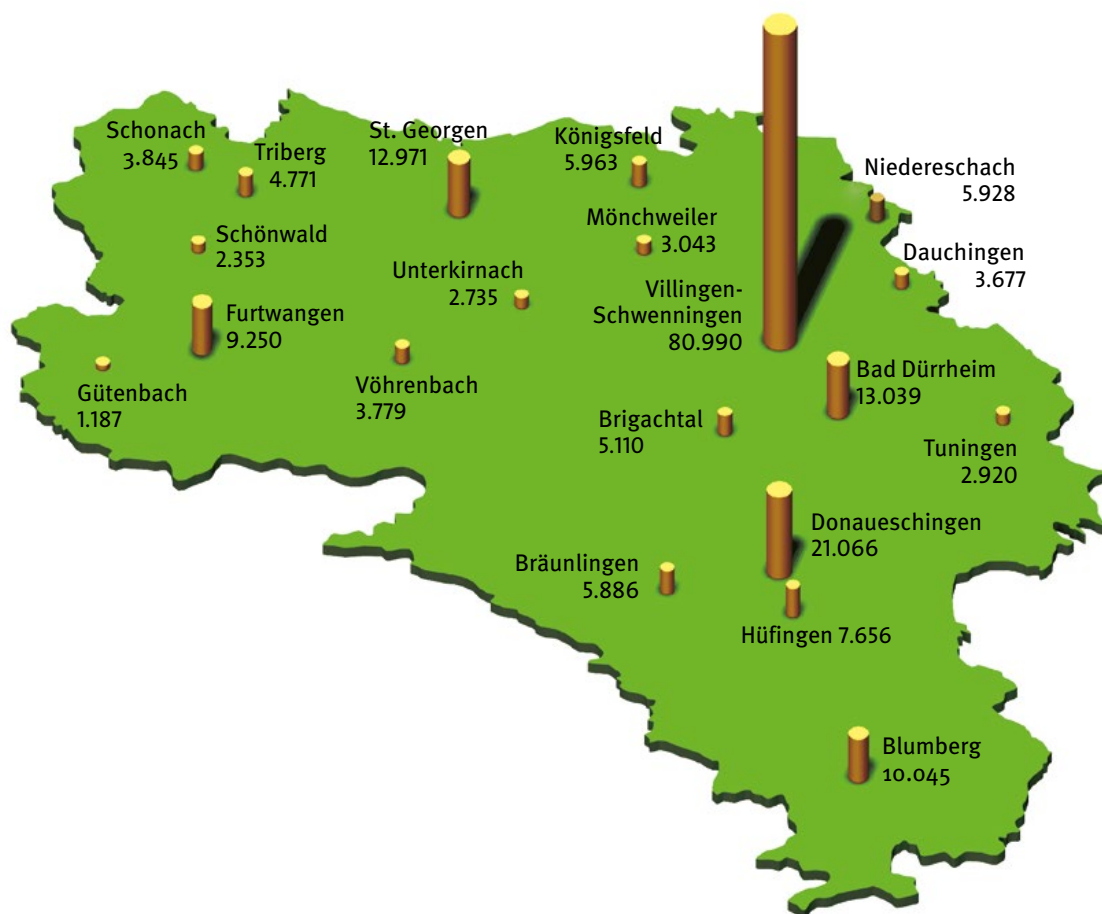 Schonach
3.845
Triberg
4.771
St. Georgen
12.971
Königsfeld
5.963
Niedereschach
5.928
Schönwald
2.353
Mönchweiler
3.043
Dauchingen
3.677
Unterkirnach
2.735
Villingen-
Schwenningen
80.990
Furtwangen
9.250
Gütenbach
1.187
Vöhrenbach
3.779
Bad Dürrheim
13.039
Brigachtal
5.110
Tuningen
2.920
Donaueschingen
21.066
Bräunlingen
5.886
Hüfingen 7.656
Blumberg
10.045